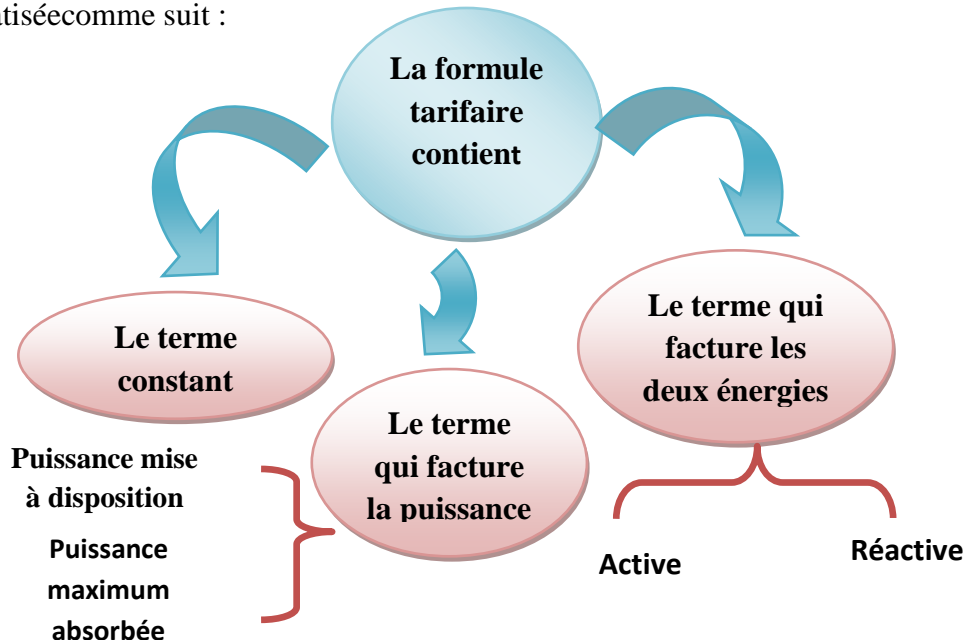 atiséecomme suit :
La formule
tarifaire
contient
Le terme
constant
Le terme
qui facture
la puissance
Le terme qui
facture les
deux énergies
Puissance mise
à disposition
Puissance
maximum
absorbée
Active
Réactive